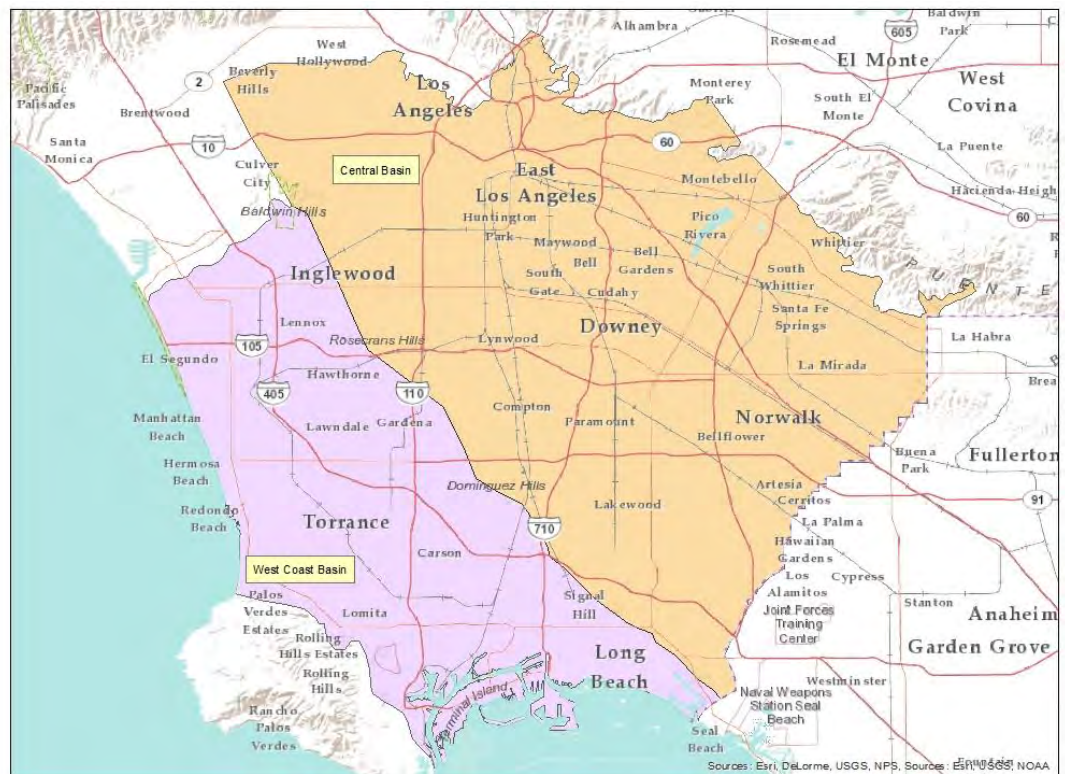 Alhambra
Baldwin
Park
605
Rosemead
El Monte
West
Hollywood
Beverly
Hills
2
Los
Angeles
Monterey
Park
West
Covina
Pacific
Palisades
Brentwood
South El
Monte
Santa
Monica
10
60
La Puente
Culver
City
Central Basin
East
Los Angeles
Montebello
Hacienda Heigh
Baldwin Hills
Huntington
Park
Pico
Rivera
60
Maywood
Bell
Bell
Gardens
Whittier
Inglewood
South
Gate
Cudahy
South
Whittier
PUENTE
Lennox
Downey
Santa Fe
Springs
105
Rosecrans Hills
Lynwood
La Habra
El Segundo
La Mirada
Hawthorne
405
110
Brea
Compton
Manhattan
Beach
Lawndale
Gardena
Paramount
Norwalk
Bellflower
Buena
Park
Fullerton
Hermosa
Beach
Dominguez Hills
Artesia
Cerritos
91
Redondo
Beach
Torrance
Lakewood
710
La Palma
Carson
Hawaiian
Gardens
West Coast Basin
Los
Alamitos
Cypress
Palos
Verdes
Estates
Lomita
Signal
Hill
Joint Forces
Training
Center
Stanton
Anaheim
Rolling
Hills Estates
Garden Grove
Rolling
Hills
Long
Beach
Terminal Island
Westminster
Naval Weapons
Station Seal
Beach
Rancho
Palos
Verdes
Seal
Beach
Fountain
Sources: Esri, DeLorme, USGS, NPS, Sources: Esri, USGS, NOAA